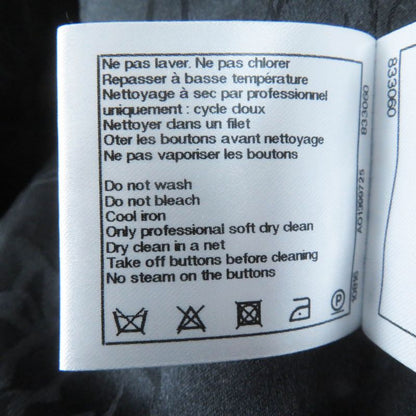 Ne pas laver. Ne pas chlorer
Repasser à basse température
Nettoyage à sec par professionnel
uniquement : cycle doux
Nettoyer dans un filet
Oter les boutons avant nettoyage
Ne pas vaporiser les boutons
Do not wash
Do not bleach
Cool iron
Only professional soft dry clean
Dry clean in a net
Take off buttons before cleaning
No steam on the buttons
P
833060